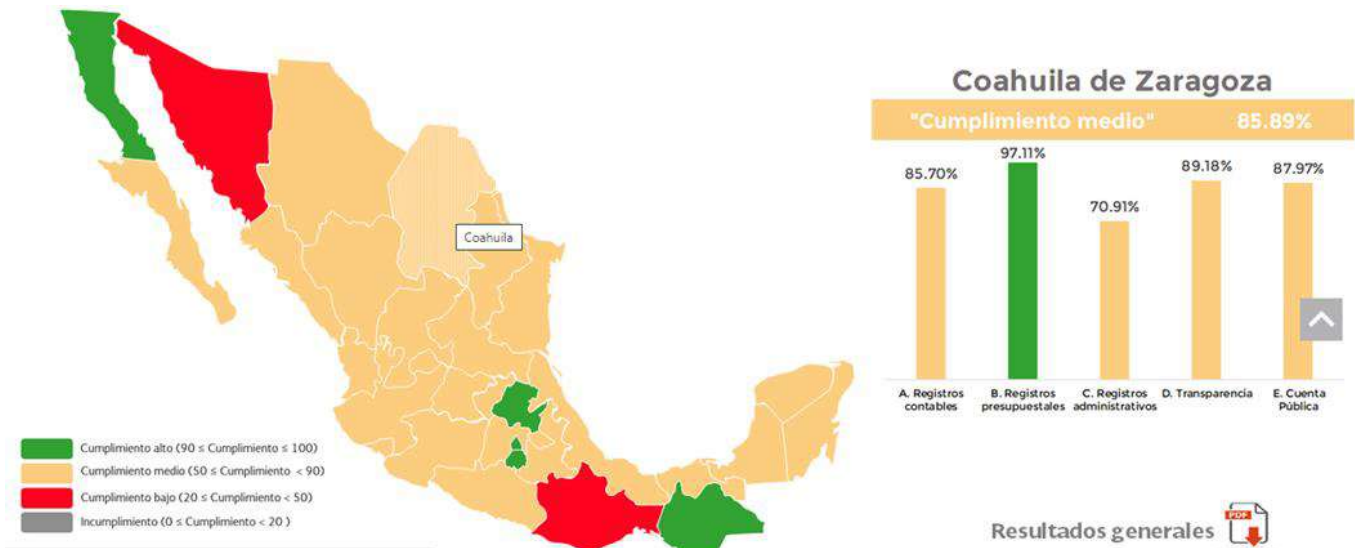 Coahuila
Cumplimiento alto (90 ≤ Cumplimiento ≤ 100)
Cumplimiento medio (50 ≤ Cumplimiento < 90)
Cumplimiento bajo (20 ≤ Cumplimiento < 50)
Incumplimiento (0 ≤ Cumplimiento < 20 )
Coahuila de Zaragoza
"Cumplimiento medio" 85.89%
85.70%
97.11%
70.91%
89.18%
87.97%
A. Registros
contables
B. Registros
presupuestales
C. Registros
administrativos
D. Transparencia
E. Cuenta
Pública
Resultados generales
PDF